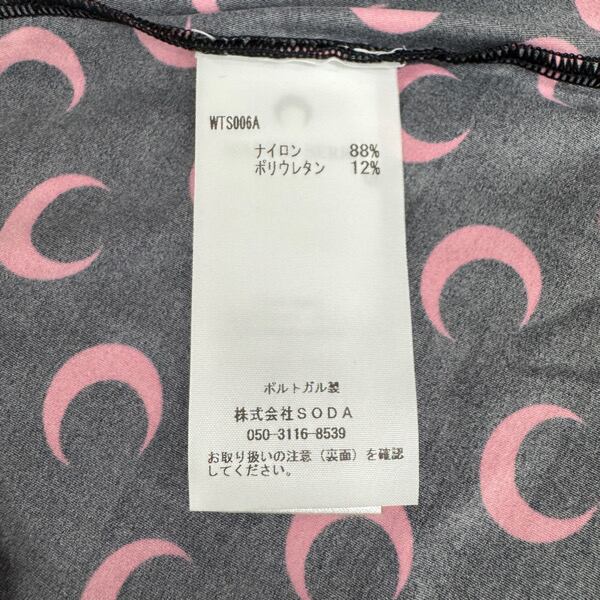 WTS006A
ナイロン 88%
ポリウレタン 12%
ポルトガル製
株式会社SODA
050-3116-8539
お取り扱いの注意（裏面）を確認
してください。